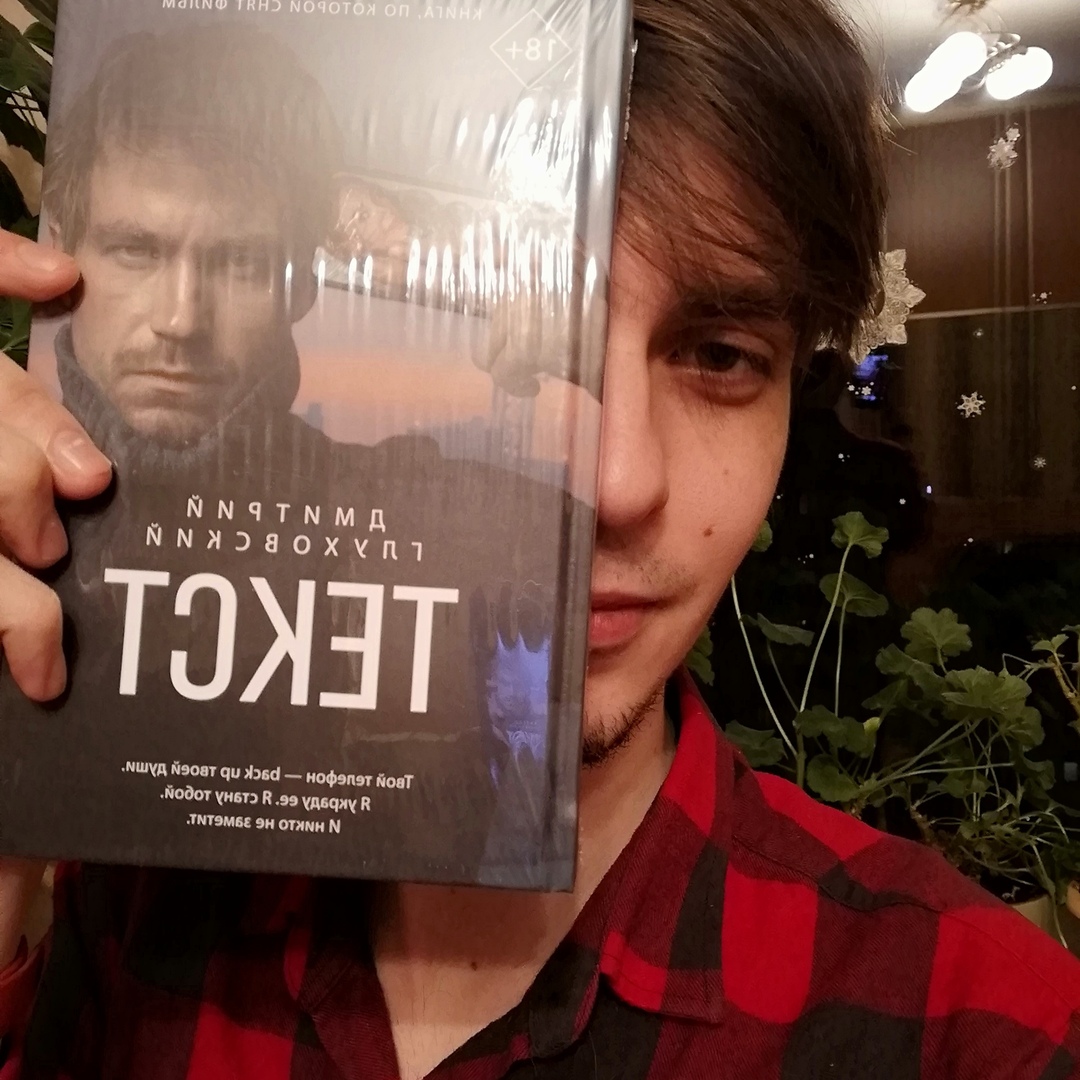 КНИГА, ПО КОТОРОЙ СНЯТ ФИЛЬМ
18+
ДМИТРИЙ
ГЛУХОВСКИЙ
ТЕКСТ
Твой телефон — back up твоей души.
Я украду ее. Я стану тобой.
И никто не заметит.